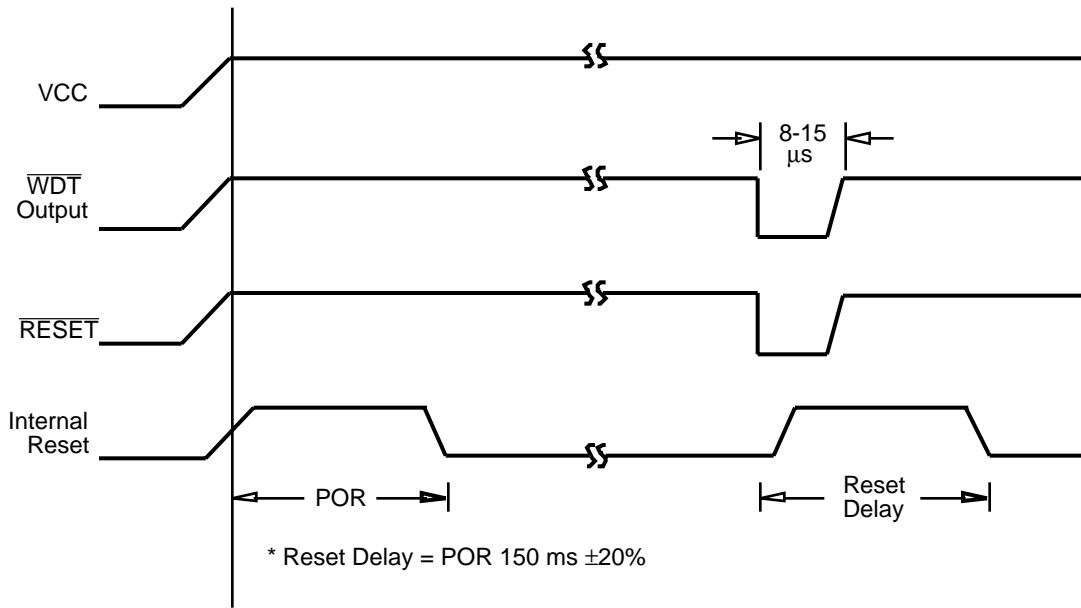 VCC
8-15
μs
WDT
Output
RESET
Internal
Reset
POR
Reset
Delay
* Reset Delay = POR 150 ms ±20%